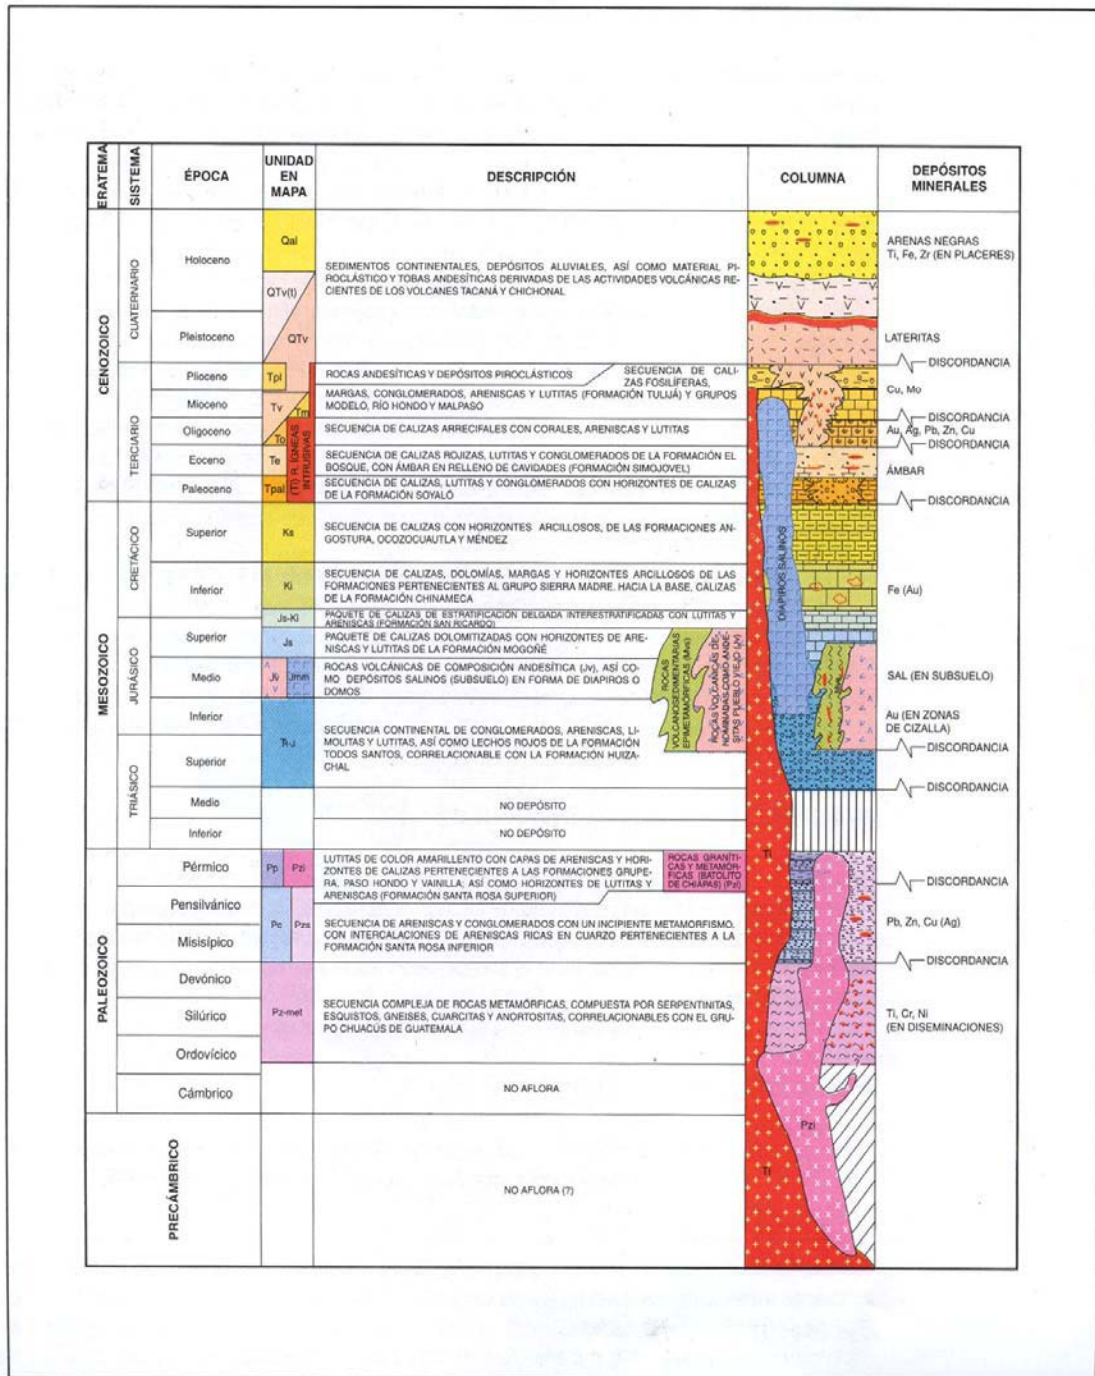 ERATEMA
SISTEMA
ÉPOCA
UNIDAD
EN
MAPA
DESCRIPCIÓN
COLUMNA
DEPÓSITOS
MINERALES
CENOZOICO
CUATERNARIO
Holoceno
Qal
QTv(t)
SEDIMENTOS CONTINENTALES, DEPÓSITOS ALUVIALES, ASÍ COMO MATERIAL PI-
ROCLÁSTICO Y TOBAS ANDESÍTICAS DERIVADAS DE LAS ACTIVIDADES VOLCÁNICAS RE-
CIENTES DE LOS VOLCANES TACANÁ Y CHICHONAL
ARENAS NEGRAS
Ti, Fe, Zr (EN PLACERES)
Pleistoceno
QTv
LATERITAS
DISCORDANCIA
TERCIARIO
Plioceno
Tpl
ROCAS ANDESÍTICAS Y DEPÓSITOS PIROCLÁSTICOS
SECUENCIA DE CALI-
ZAS FOSILÍFERAS,
Cu, Mo
Mioceno
Tv
Tm
MARGAS, CONGLOMERADOS, ARENISCAS Y LUTITAS (FORMACIÓN TULIJÁ) Y GRUPOS
MODELO, RÍO HONDO Y MALPASO
DISCORDANCIA
Oligoceno
To
(Ti) R. ÍGNEAS
INTRUSIVAS
SECUENCIA DE CALIZAS ARRECIFALES CON CORALES, ARENISCAS Y LUTITAS
Au, Ag, Pb, Zn, Cu
DISCORDANCIA
Eoceno
Te
SECUENCIA DE CALIZAS ROJIZAS, LUTITAS Y CONGLOMERADOS DE LA FORMACIÓN EL
BOSQUE, CON ÁMBAR EN RELLENO DE CAVIDADES (FORMACIÓN SIMOJOVEL)
ÁMBAR
Paleoceno
Tpal
SECUENCIA DE CALIZAS, LUTITAS Y CONGLOMERADOS CON HORIZONTES DE CALIZAS
DE LA FORMACIÓN SOYALÓ
DISCORDANCIA
MESOZOICO
CRETÁCICO
Superior
Ks
SECUENCIA DE CALIZAS CON HORIZONTES ARCILLOSOS, DE LAS FORMACIONES AN-
GOSTURA, OCOZOCUAUTLA Y MÉNDEZ
DIAPIROS SALINOS
Inferior
Ki
SECUENCIA DE CALIZAS, DOLOMÍAS, MARGAS Y HORIZONTES ARCILLOSOS DE LAS
FORMACIONES PERTENECIENTES AL GRUPO SIERRA MADRE. HACIA LA BASE, CALIZAS
DE LA FORMACIÓN CHINAMECA
Fe (Au)
Js-Ki
PAQUETE DE CALIZAS DE ESTRATIFICACIÓN DELGADA INTERESTRATIFICADAS CON LUTITAS Y
ARENISCAS (FORMACIÓN SAN RICARDO)
JURÁSICO
Superior
Js
PAQUETE DE CALIZAS DOLOMITIZADAS CON HORIZONTES DE ARE-
NISCAS Y LUTITAS DE LA FORMACIÓN MOGOÑÉ
ROCAS
VOLCANOSEDIMENTARIAS
EPIMETAMÓRFICAS (Mvs)
ROCAS VOLCÁNICAS DE-
NOMINADAS COMO ANDE-
SITAS PUEBLO VIEJO (Jv)
Medio
Jv
Jmm
ROCAS VOLCÁNICAS DE COMPOSICIÓN ANDESÍTICA (Jv), ASÍ CO-
MO DEPÓSITOS SALINOS (SUBSUELO) EN FORMA DE DIAPIROS O
DOMOS
Mvs
SAL (EN SUBSUELO)
Inferior
Tr-J
SECUENCIA CONTINENTAL DE CONGLOMERADOS, ARENISCAS, LI-
MOLITAS Y LUTITAS, ASÍ COMO LECHOS ROJOS DE LA FORMACIÓN
TODOS SANTOS, CORRELACIONABLE CON LA FORMACIÓN HUIZA-
CHAL
Au (EN ZONAS
DE CIZALLA)
DISCORDANCIA
TRIÁSICO
Superior
DISCORDANCIA
Medio
NO DEPÓSITO
Inferior
NO DEPÓSITO
PALEOZOICO
Pérmico
Pp
Pzi
LUTITAS DE COLOR AMARILLENTO CON CAPAS DE ARENISCAS Y HORI-
ZONTES DE CALIZAS PERTENECIENTES A LAS FORMACIONES GRUPE-
RA, PASO HONDO Y VAINILLA; ASÍ COMO HORIZONTES DE LUTITAS Y
ARENISCAS (FORMACIÓN SANTA ROSA SUPERIOR)
ROCAS GRANÍTI-
CAS Y METAMÓR-
FICAS (BATOLITO
DE CHIAPAS) (Pzi)
Ti
DISCORDANCIA
Pensilvánico
Pc
Pzs
SECUENCIA DE ARENISCAS Y CONGLOMERADOS CON UN INCIPIENTE METAMORFISMO.
CON INTERCALACIONES DE ARENISCAS RICAS EN CUARZO PERTENECIENTES A LA
FORMACIÓN SANTA ROSA INFERIOR
Pb, Zn, Cu (Ag)
Misisípico
DISCORDANCIA
Devónico
Pz-met
SECUENCIA COMPLEJA DE ROCAS METAMÓRFICAS, COMPUESTA POR SERPENTINITAS,
ESQUISTOS, GNEISES, CUARCITAS Y ANORTOSITAS, CORRELACIONABLES CON EL GRU-
PO CHUACÚS DE GUATEMALA
Silúrico
Ti, Cr, Ni
(EN DISEMINACIONES)
Ordovícico
Cámbrico
NO AFLORA
Pzi
PRECÁMBRICO
NO AFLORA (?)
Ti